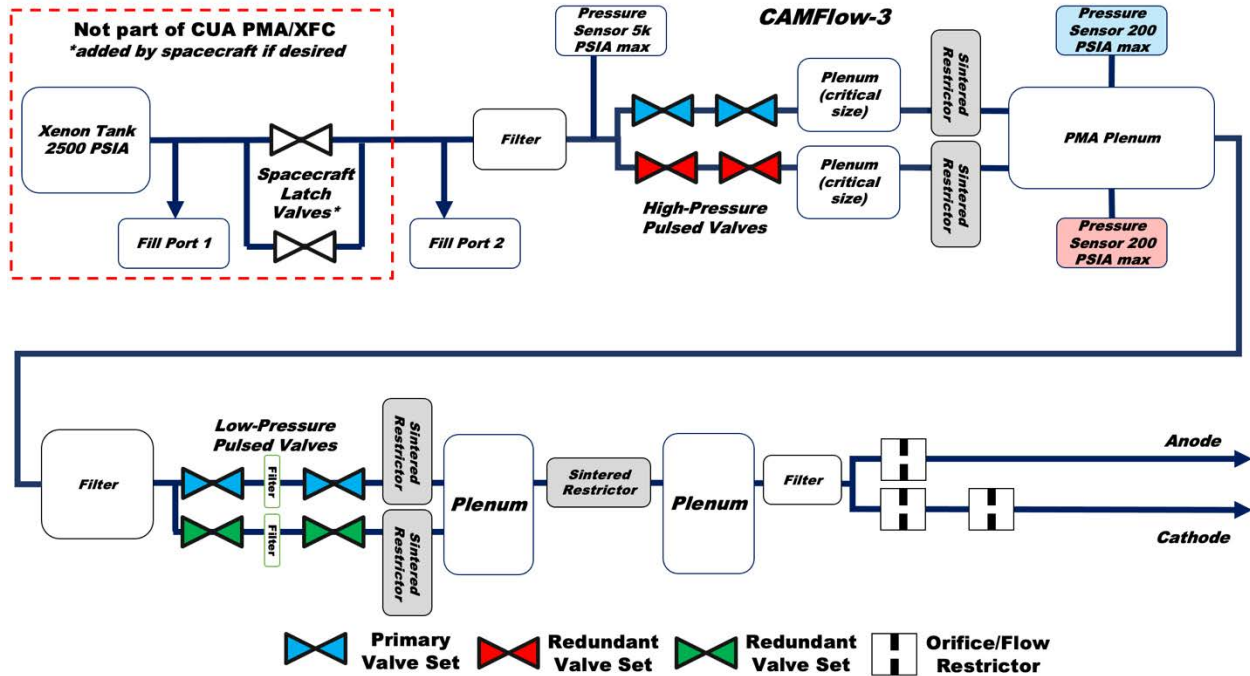 Not part of CUA PMA/XFC
*added by spacecraft if desired
Xenon Tank
2500 PSIA
Spacecraft
Latch
Valves*
Fill Port 1
Fill Port 2
Filter
Pressure
Sensor 5k
PSIA max
CAMFlow-3
Plenum
(critical
size)
Plenum
(critical
size)
High-Pressure
Pulsed Valves
Sintered
Restrictor
Sintered
Restrictor
Pressure
Sensor 200
PSIA max
PMA Plenum
Pressure
Sensor 200
PSIA max
Filter
Low-Pressure
Pulsed Valves
Filter
Filter
Sintered
Restrictor
Sintered
Restrictor
Plenum
Sintered
Restrictor
Plenum
Filter
Anode
Cathode
Primary
Valve Set
Redundant
Valve Set
Redundant
Valve Set
Orifice/Flow
Restrictor